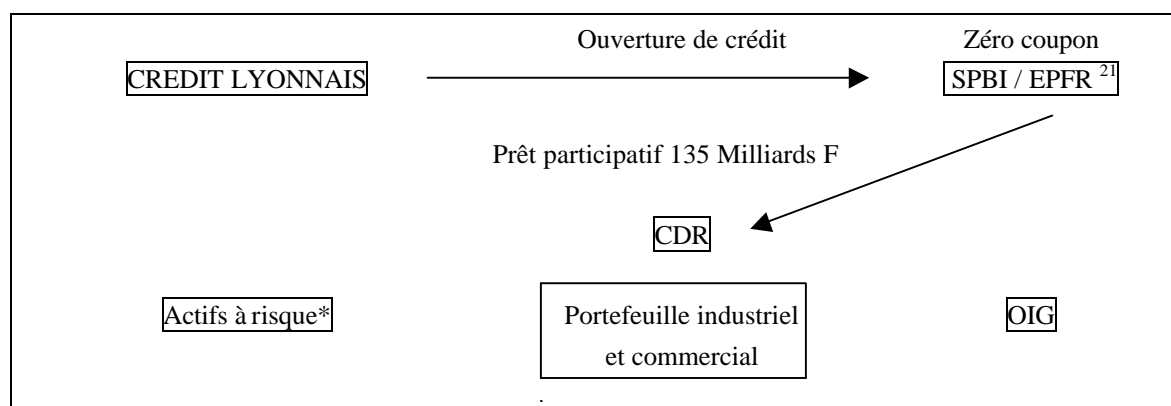 Ouverture de crédit Zéro coupon
CREDIT LYONNAIS SPBI / EPFR 21
Prêt participatif 135 Milliards F
CDR
Actifs à risque* Portefeuille industriel OIG
et commercial